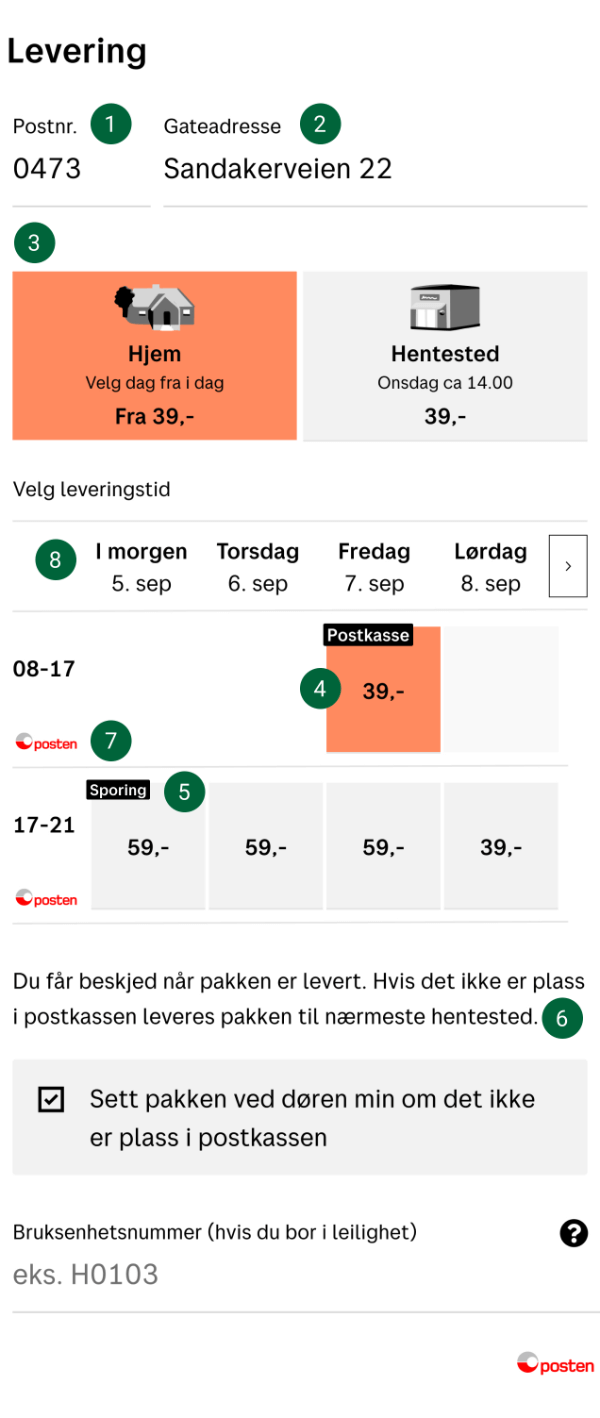 Levering
Postnr. 1 Gateadresse 2
0473 Sandakerveien 22
3
Hjem
Velg dag fra i dag
Fra 39,-
Hentested
Onsdag ca 14.00
39,-
Velg leveringstid
8 I morgen Torsdag Fredag Lørdag >
5. sep 6. sep 7. sep 8. sep
Postkasse
08-17 4 39,-
posten 7
Sporing 5
17-21 59,- 59,- 59,- 39,-
posten
Du får beskjed når pakken er levert. Hvis det ikke er plass
i postkassen leveres pakken til nærmeste hentested. 6
Sett pakken ved døren min om det ikke
er plass i postkassen
Bruksenhetsnummer (hvis du bor i leilighet) ?
eks. H0103
posten